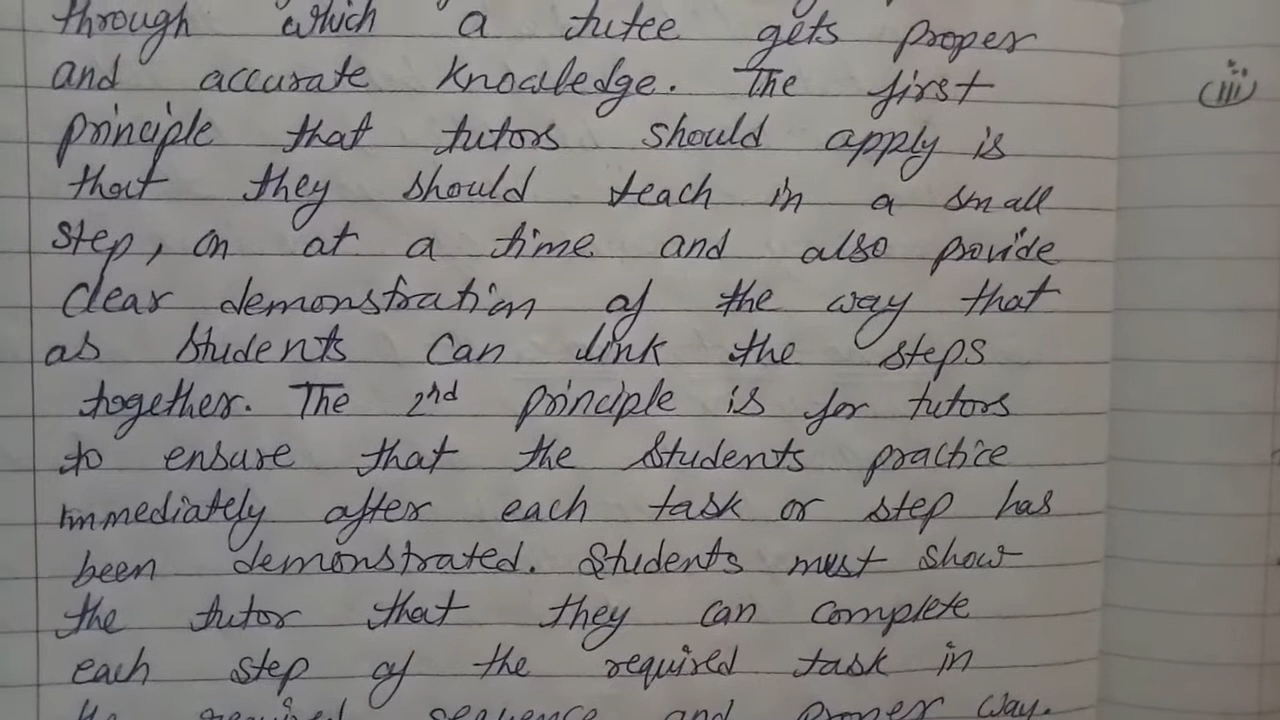 through which a tutee gets proper
and accurate knowledge. The first
(iii)
principle that tutors should apply is
that they should teach in a small
step, on at a time and also provide
clear demonstration of the way that
as students can link the steps
together. The 2nd principle is for tutors
to ensure that the students practice
immediately after each task or step has
been demonstrated. Students must show
the tutor that they can complete
each step of the required task in
required sequence and proper way.